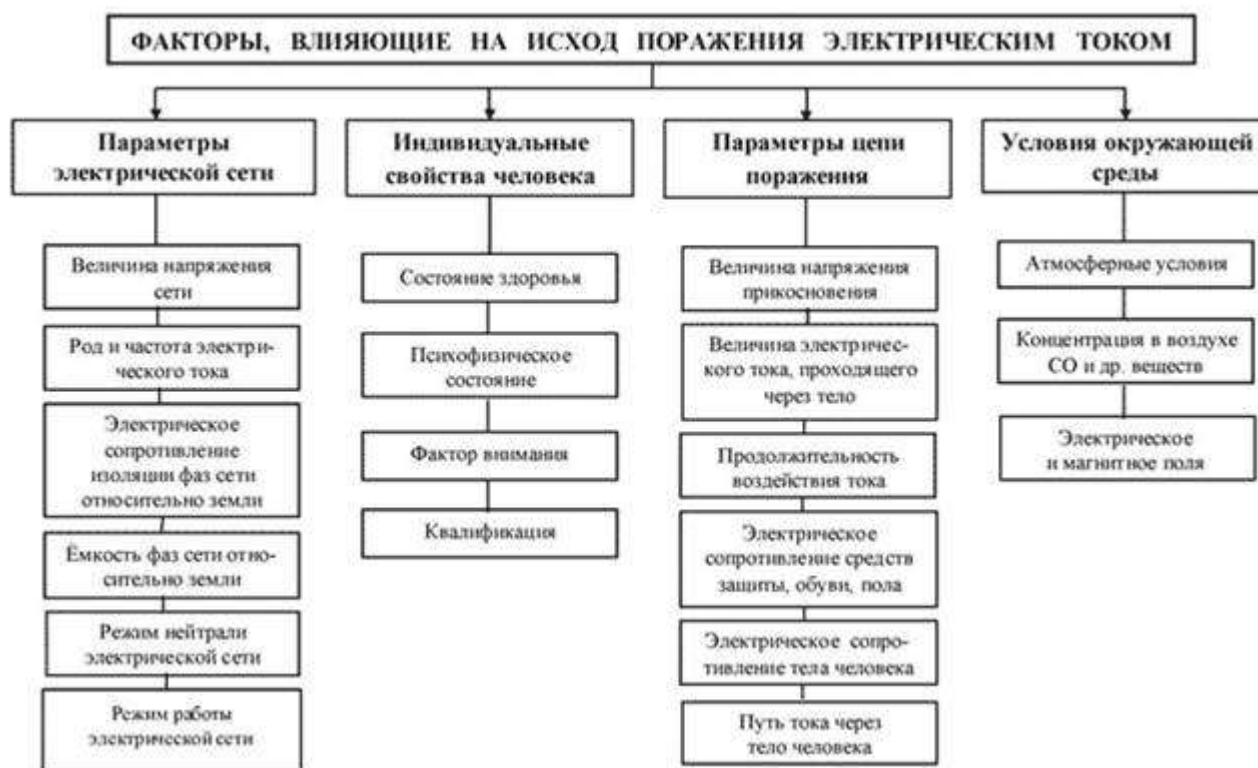 ФАКТОРЫ, ВЛИЯЮЩИЕ НА ИСХОД ПОРАЖЕНИЯ ЭЛЕКТРИЧЕСКИМ ТОКОМ
Параметры
электрической сети
Величина напряжения
сети
Род и частота электри-
ческого тока
Электрическое
сопротивление
изоляции фаз сети
относительно земли
Ёмкость фаз сети отно-
сительно земли
Режим нейтрали
электрической сети
Режим работы
электрической сети
Индивидуальные
свойства человека
Состояние здоровья
Психофизическое
состояние
Фактор внимания
Квалификация
Параметры цепи
поражения
Величина напряжения
прикосновения
Величина электричес-
кого тока, проходящего
через тело
Продолжительность
воздействия тока
Электрическое
сопротивление средств
защиты, обуви, пола
Электрическое сопро-
тивление тела человека
Путь тока через
тело человека
Условия окружающей
среды
Атмосферные условия
Концентрация в воздухе
СО и др. веществ
Электрическое
и магнитное поля